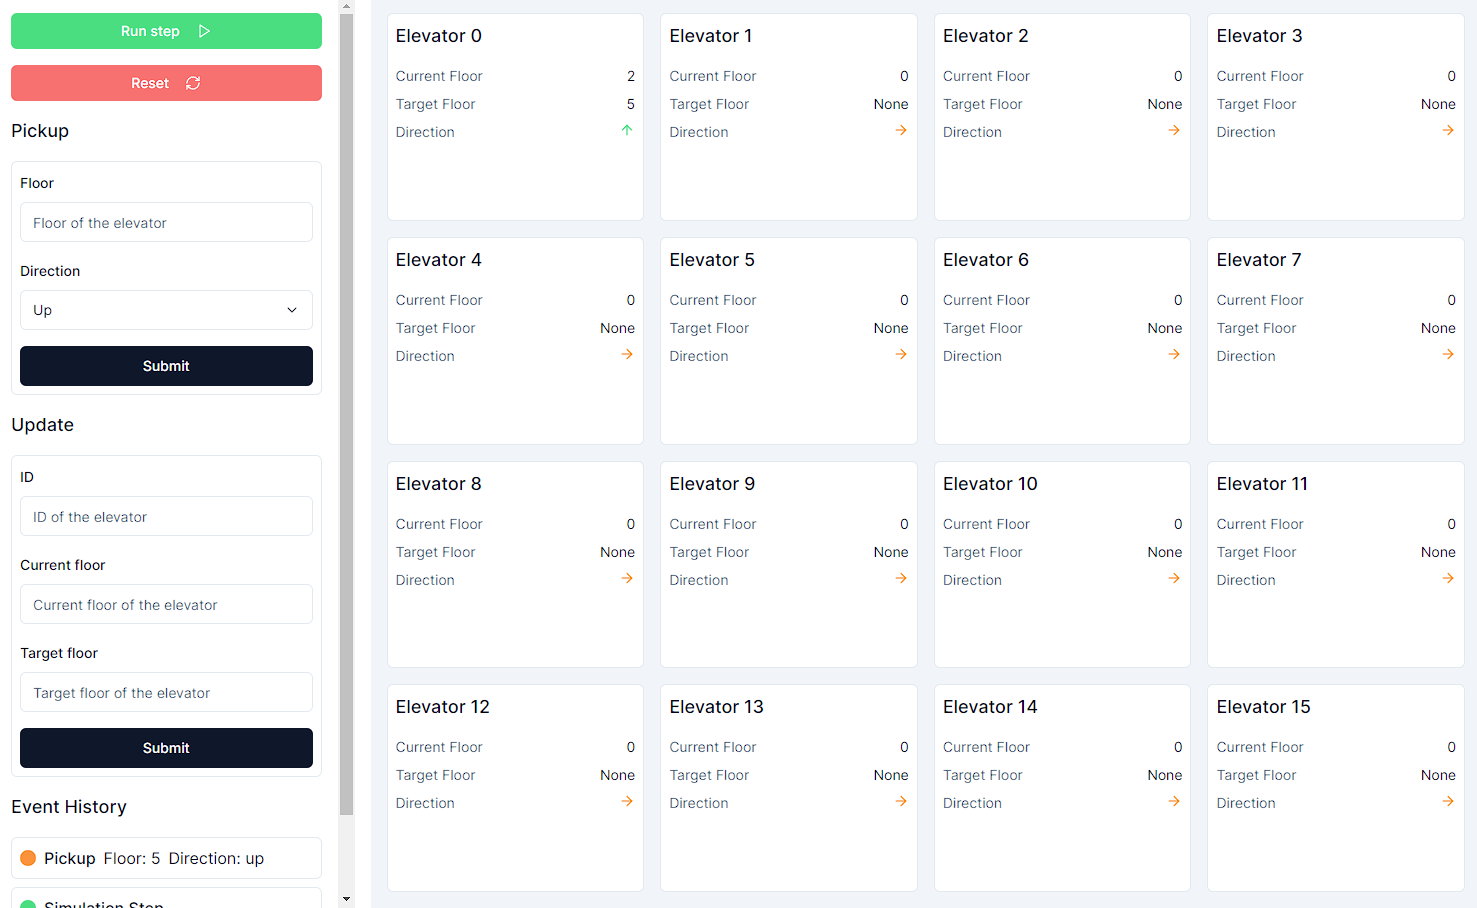 Run step
Reset
Pickup
Floor
Floor of the elevator
Direction
Up
Submit
Update
ID
ID of the elevator
Current floor
Current floor of the elevator
Target floor
Target floor of the elevator
Submit
Event History
Pickup Floor: 5 Direction: up
Simulation Step
Elevator 0
Current Floor 2
Target Floor 5
Direction
Elevator 1
Current Floor 0
Target Floor None
Direction
Elevator 2
Current Floor 0
Target Floor None
Direction
Elevator 3
Current Floor 0
Target Floor None
Direction
Elevator 4
Current Floor 0
Target Floor None
Direction
Elevator 5
Current Floor 0
Target Floor None
Direction
Elevator 6
Current Floor 0
Target Floor None
Direction
Elevator 7
Current Floor 0
Target Floor None
Direction
Elevator 8
Current Floor 0
Target Floor None
Direction
Elevator 9
Current Floor 0
Target Floor None
Direction
Elevator 10
Current Floor 0
Target Floor None
Direction
Elevator 11
Current Floor 0
Target Floor None
Direction
Elevator 12
Current Floor 0
Target Floor None
Direction
Elevator 13
Current Floor 0
Target Floor None
Direction
Elevator 14
Current Floor 0
Target Floor None
Direction
Elevator 15
Current Floor 0
Target Floor None
Direction